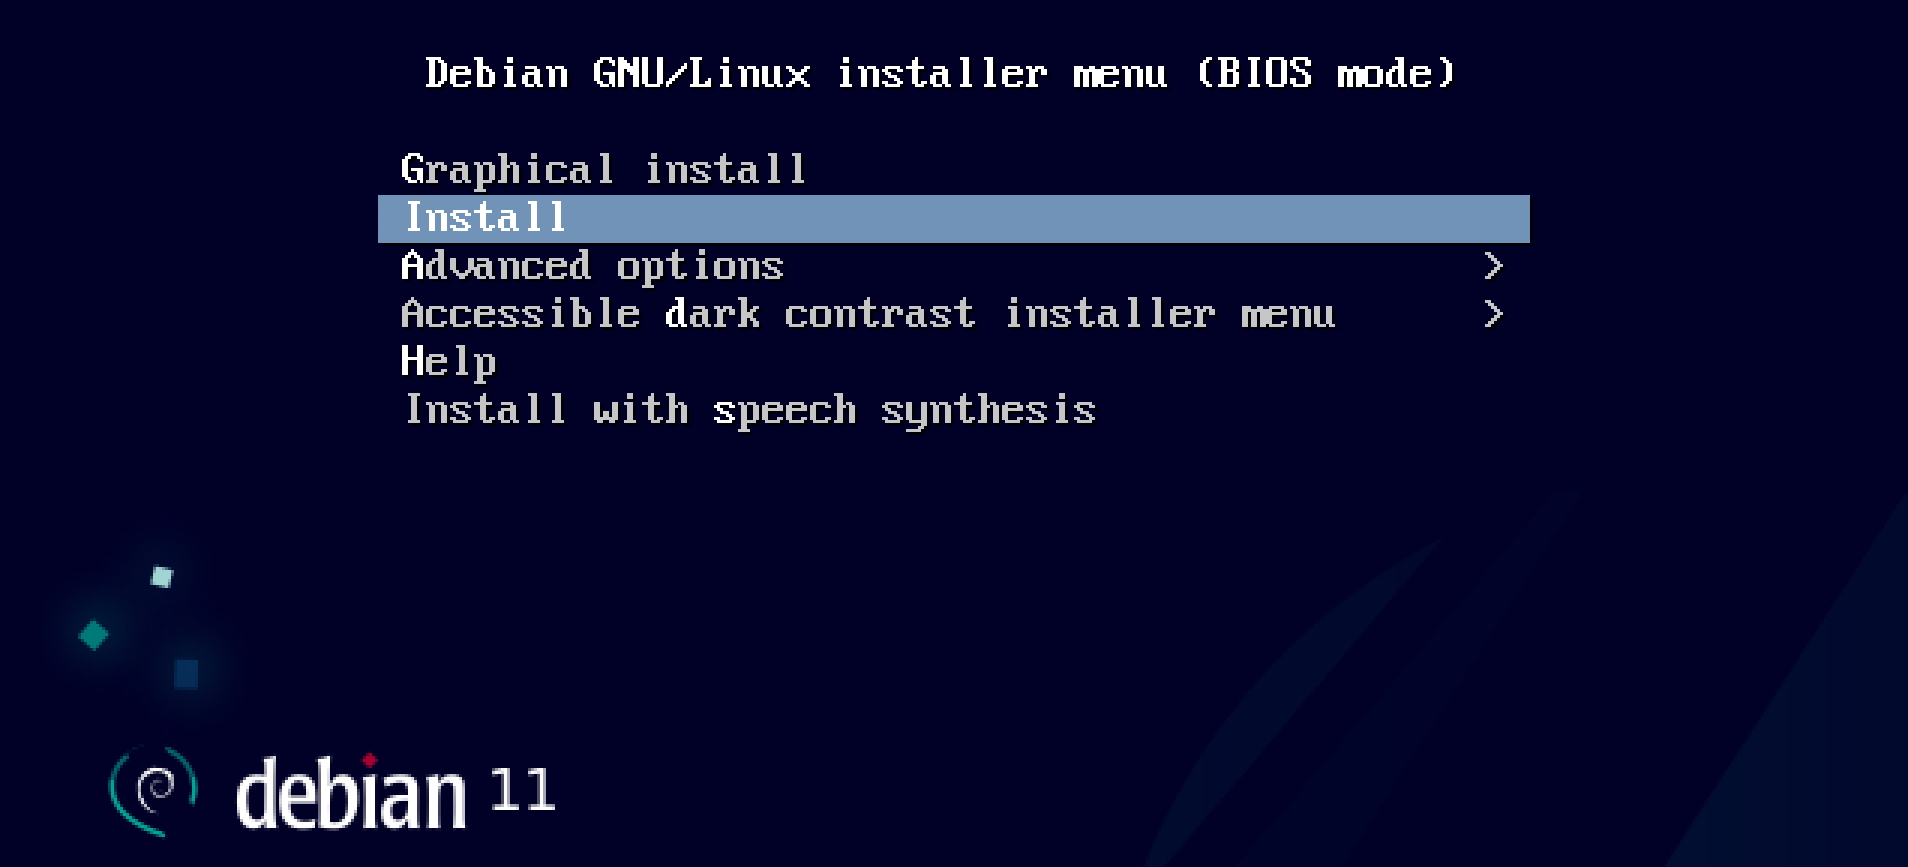 Debian GNU/Linux installer menu (BIOS mode)
Graphical install
Install
Advanced options >
Accessible dark contrast installer menu >
Help
Install with speech synthesis
debian 11